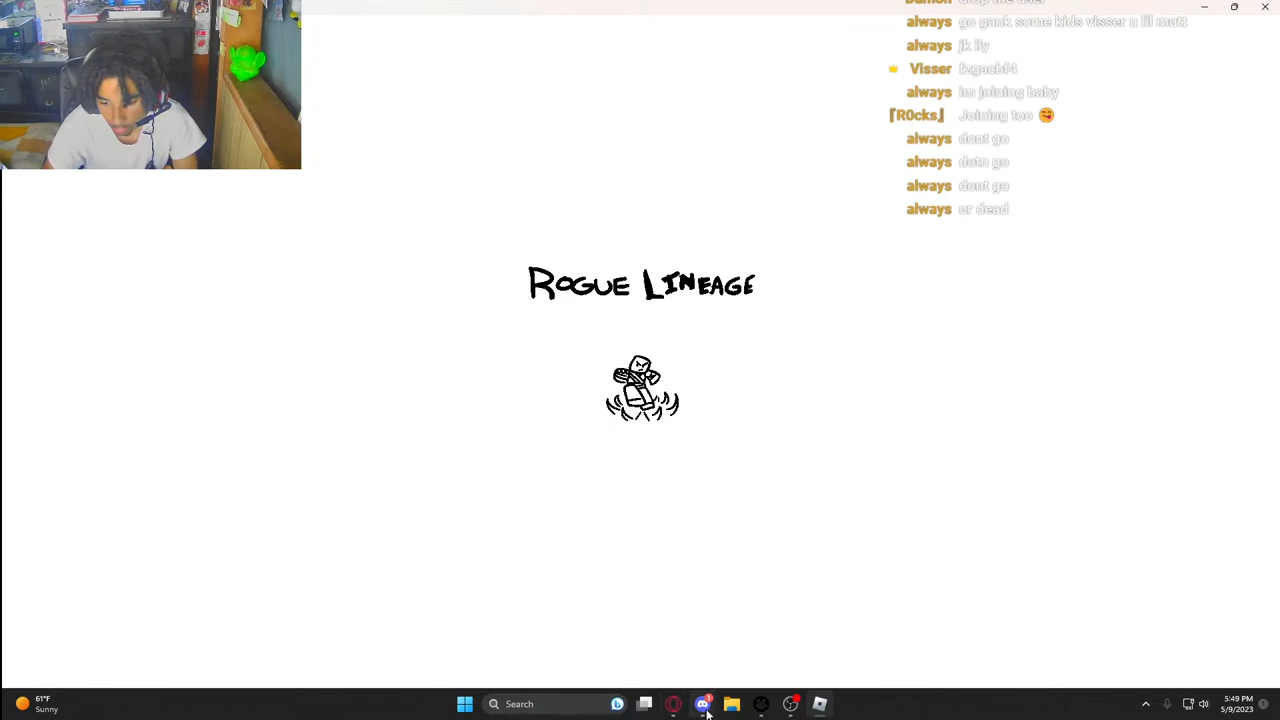 always go gank some kids visser u lil mutt
always jk ily
Visser fzgacbf4
always im joining baby
『R0cks』 Joining too 😋
always dont go
always dotn go
always dont go
always ur dead
ROGUE LINEAGE
61°F
Sunny
Search
1
5:49 PM
5/9/2023